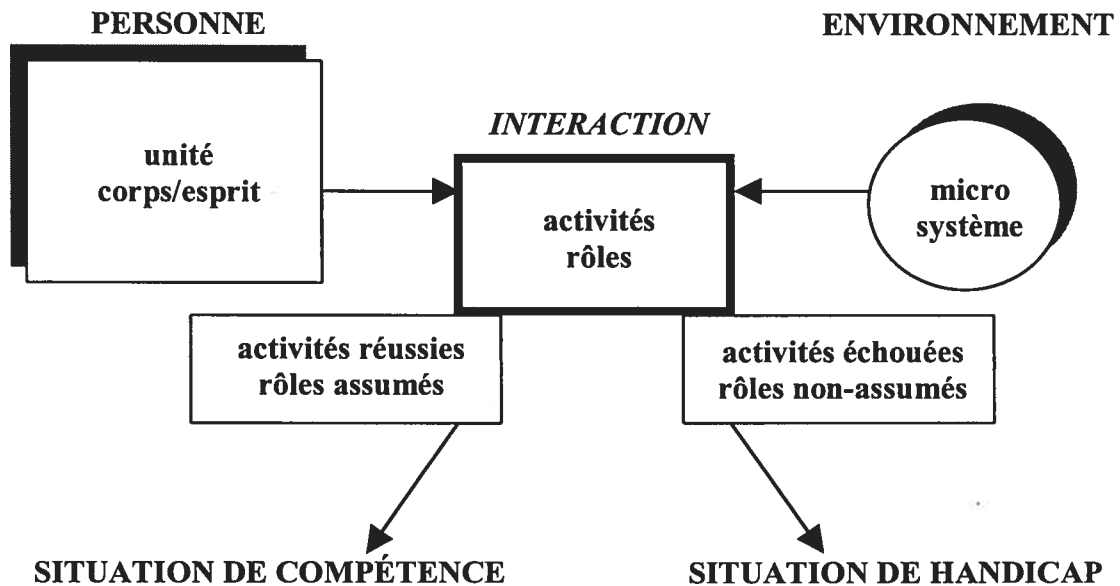 PERSONNE
ENVIRONNEMENT
INTERACTION
unité
corps/esprit
activités
rôles
micro
système
activités réussies
rôles assumés
activités échouées
rôles non-assumés
SITUATION DE COMPÉTENCE
SITUATION DE HANDICAP